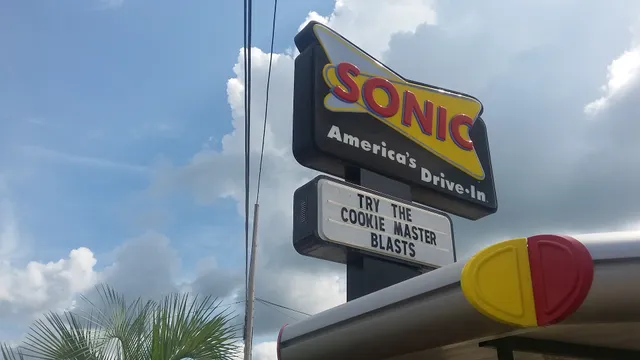 SONIC
America's Drive-In
TRY THE
COOKIE MASTER
BLASTS